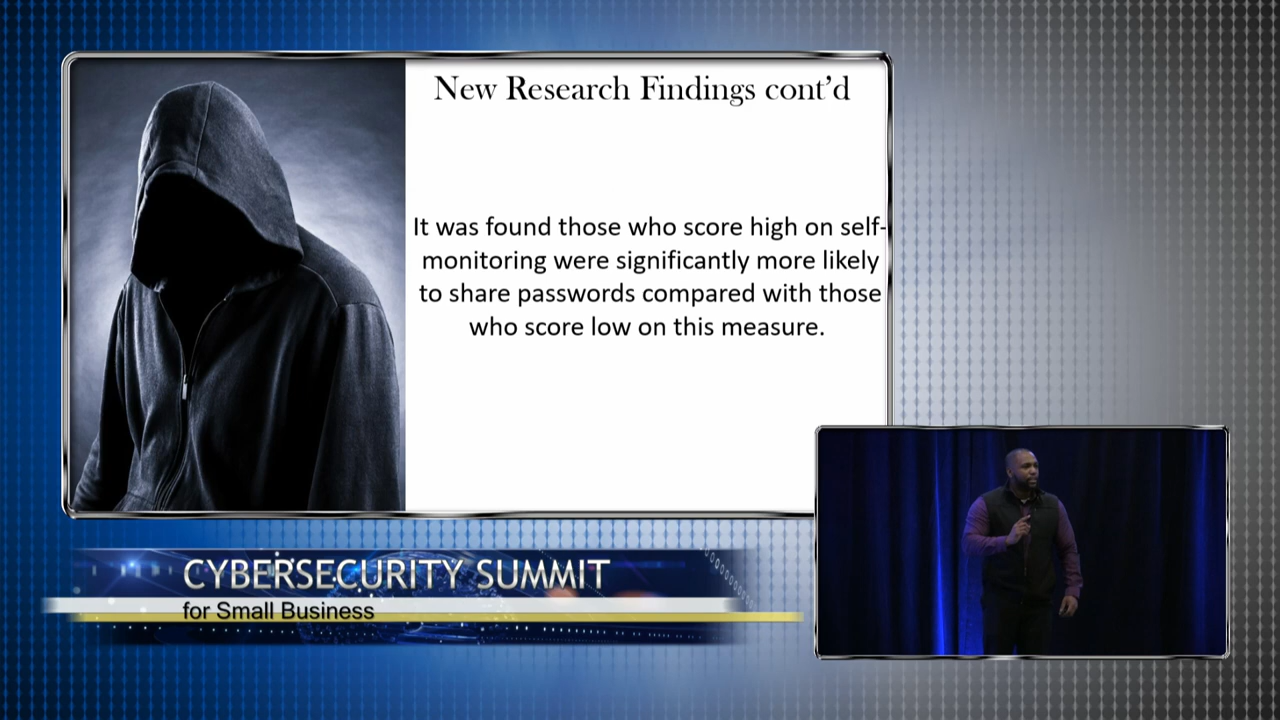 New Research Findings cont’d
It was found those who score high on self-
monitoring were significantly more likely
to share passwords compared with those
who score low on this measure.
CYBERSECURITY SUMMIT
for Small Business